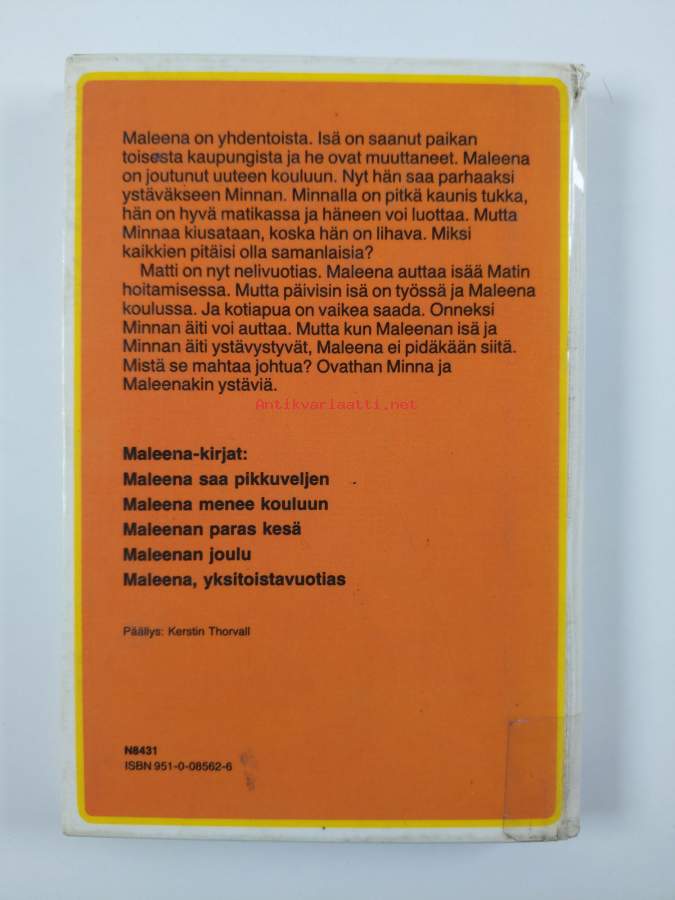 Maleena on yhdentoista. Isä on saanut paikan
toisesta kaupungista ja he ovat muuttaneet. Maleena
on joutunut uuteen kouluun. Nyt hän saa parhaaksi
ystäväkseen Minnan. Minnalla on pitkä kaunis tukka,
hän on hyvä matikassa ja häneen voi luottaa. Mutta
Minnaa kiusataan, koska hän on lihava. Miksi
kaikkien pitäisi olla samanlaisia?
Matti on nyt nelivuotias. Maleena auttaa isää Matin
hoitamisessa. Mutta päivisin isä on työssä ja Maleena
koulussa. Ja kotiapua on vaikea saada. Onneksi
Minnan äiti voi auttaa. Mutta kun Maleenan isä ja
Minnan äiti ystävystyvät, Maleena ei pidäkään siitä.
Mistä se mahtaa johtua? Ovathan Minna ja
Maleenakin ystäviä.
Antikvariaatti.net
Maleena-kirjat:
Maleena saa pikkuveljen
Maleena menee kouluun
Maleenan paras kesä
Maleenan joulu
Maleena, yksitoistavuotias
Päällys: Kerstin Thorvall
N8431
ISBN 951-0-08562-6